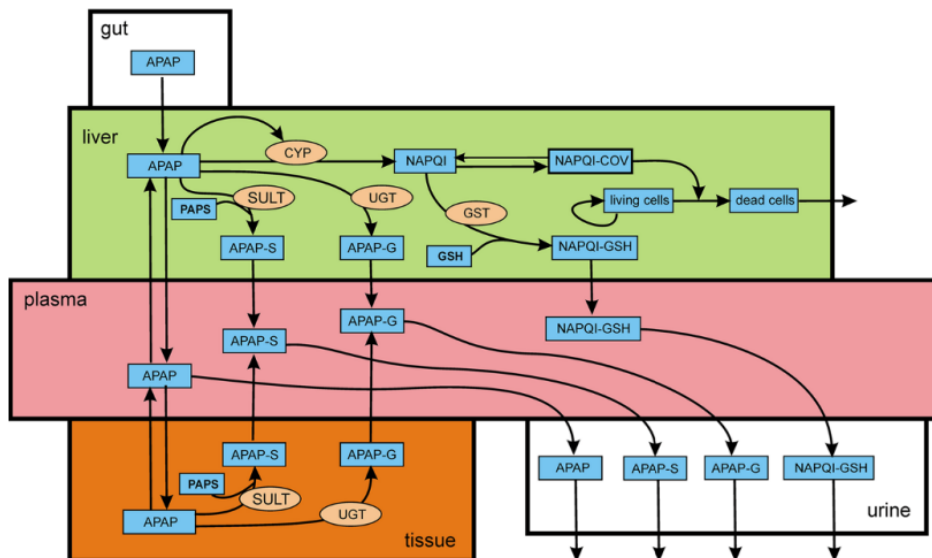 gut
APAP
liver
CYP
APAP
NAPQI
NAPQI-COV
SULT
UGT
PAPS
GST
living cells
dead cells
APAP-S
APAP-G
GSH
NAPQI-GSH
plasma
APAP-G
NAPQI-GSH
APAP-S
APAP
APAP-S
APAP-G
PAPS
SULT
UGT
APAP
tissue
APAP
APAP-S
APAP-G
NAPQI-GSH
urine